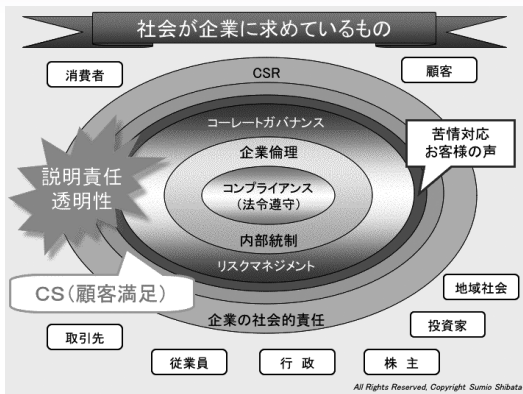 社会が企業に求めているもの
消費者
顧客
CSR
コーレートガバナンス
企業倫理
コンプライアンス
(法令遵守)
内部統制
リスクマネジメント
企業の社会的責任
説明責任
透明性
苦情対応
お客様の声
CS(顧客満足)
地域社会
投資家
取引先
従業員
行 政
株 主
All Rights Reserved, Copyright Sumio Shibata